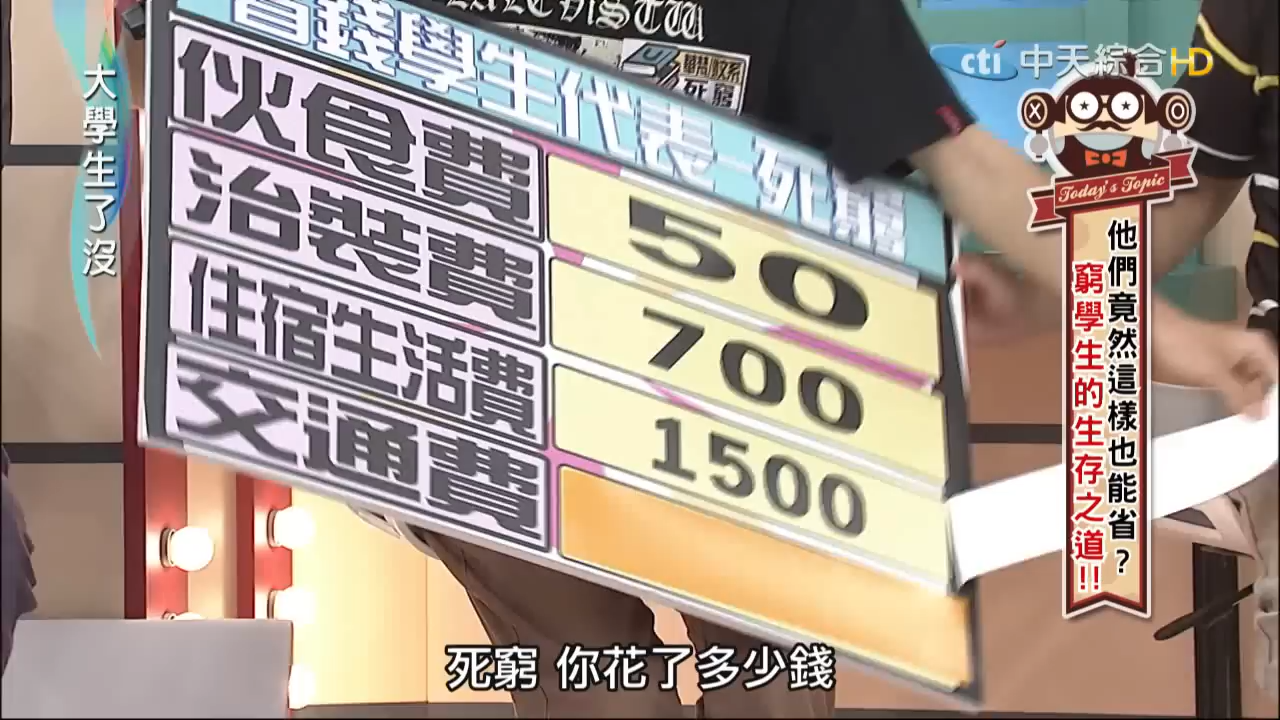 大學生了沒
省錢學生代表-死窮
伙食費 50
治裝費 700
住宿生活費 1500
交通費
死窮
cti 中天綜合HD
Today's Topic
他們竟然這樣也能省？
窮學生的生存之道!!
死窮 你花了多少錢